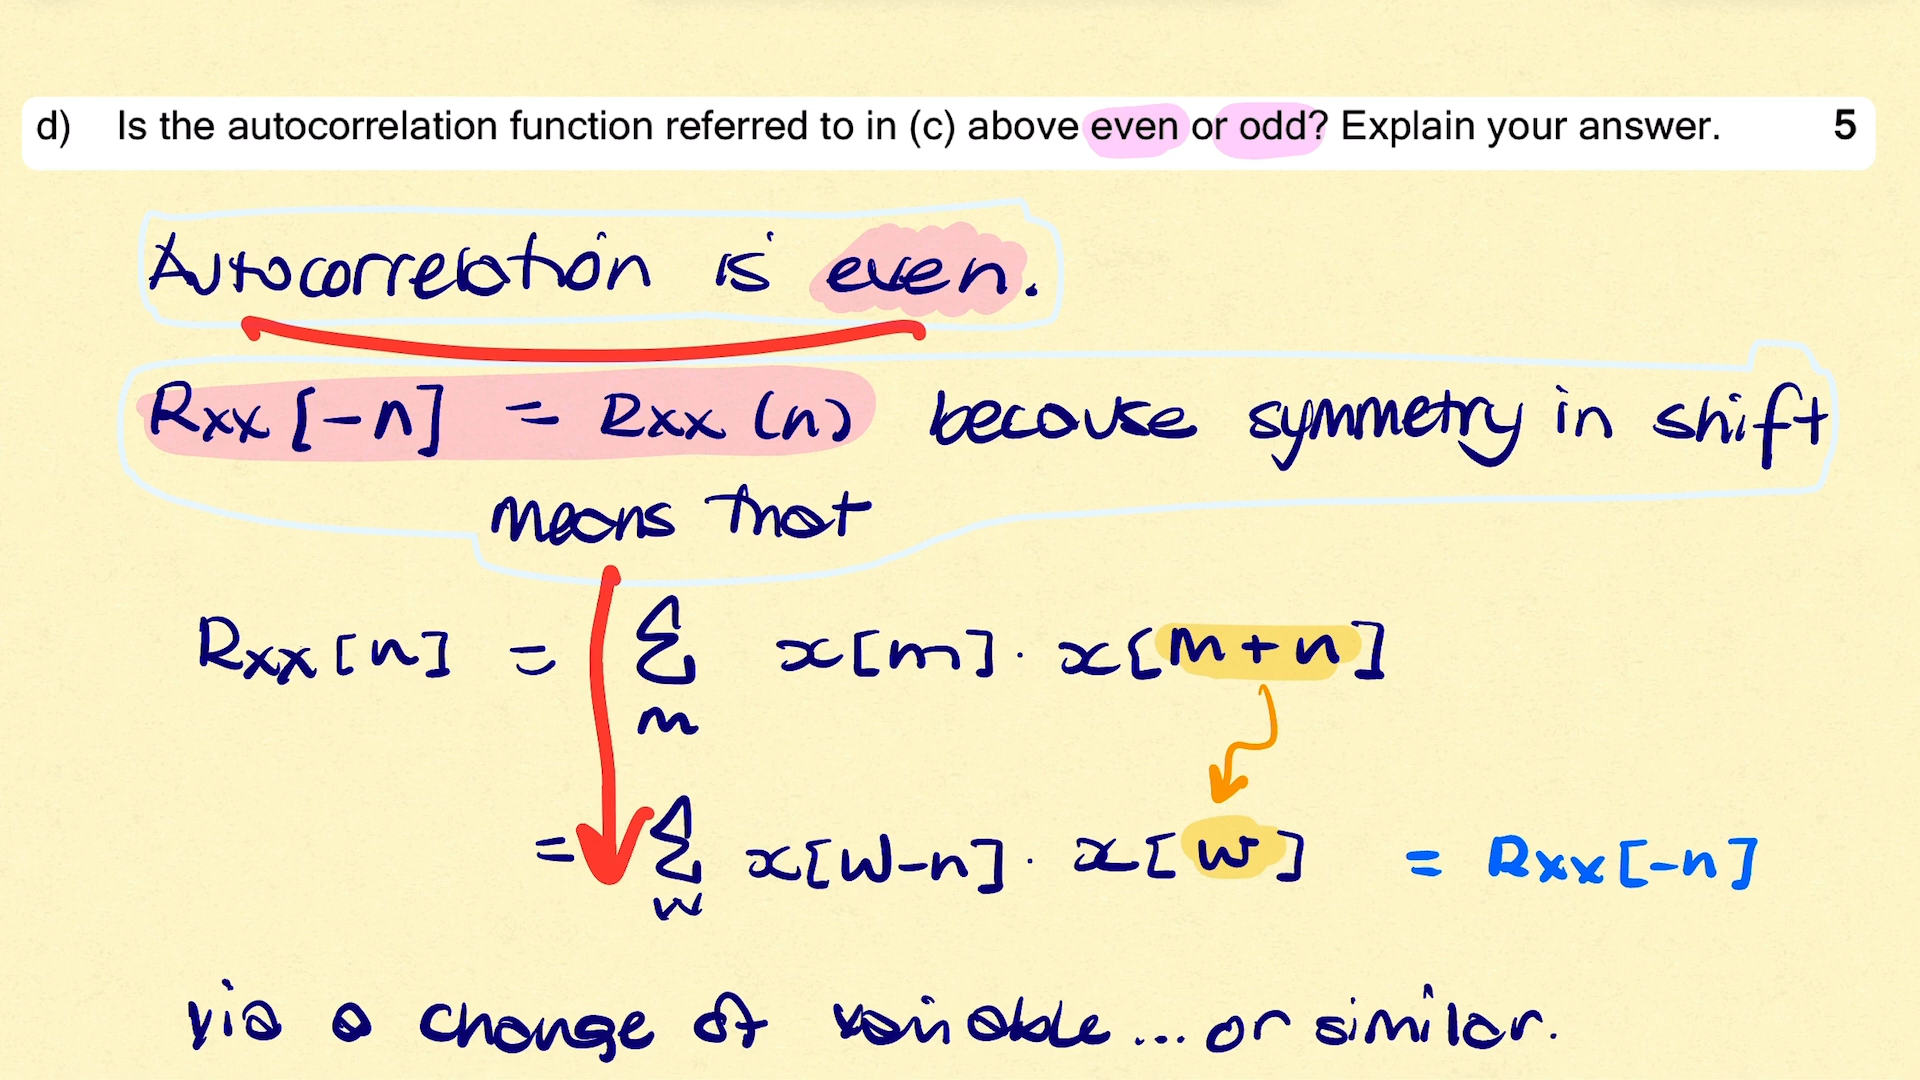 d) Is the autocorrelation function referred to in (c) above even or odd? Explain your answer. 5
Autocorrelation is even.
Rxx [-n] = Rxx (n) because symmetry in shift
means that
Rxx [n] = Σ x[m] · x[m+n]
m
= Σ x[w-n] · x[w] = Rxx[-n]
w
via a change of variable... or similar.